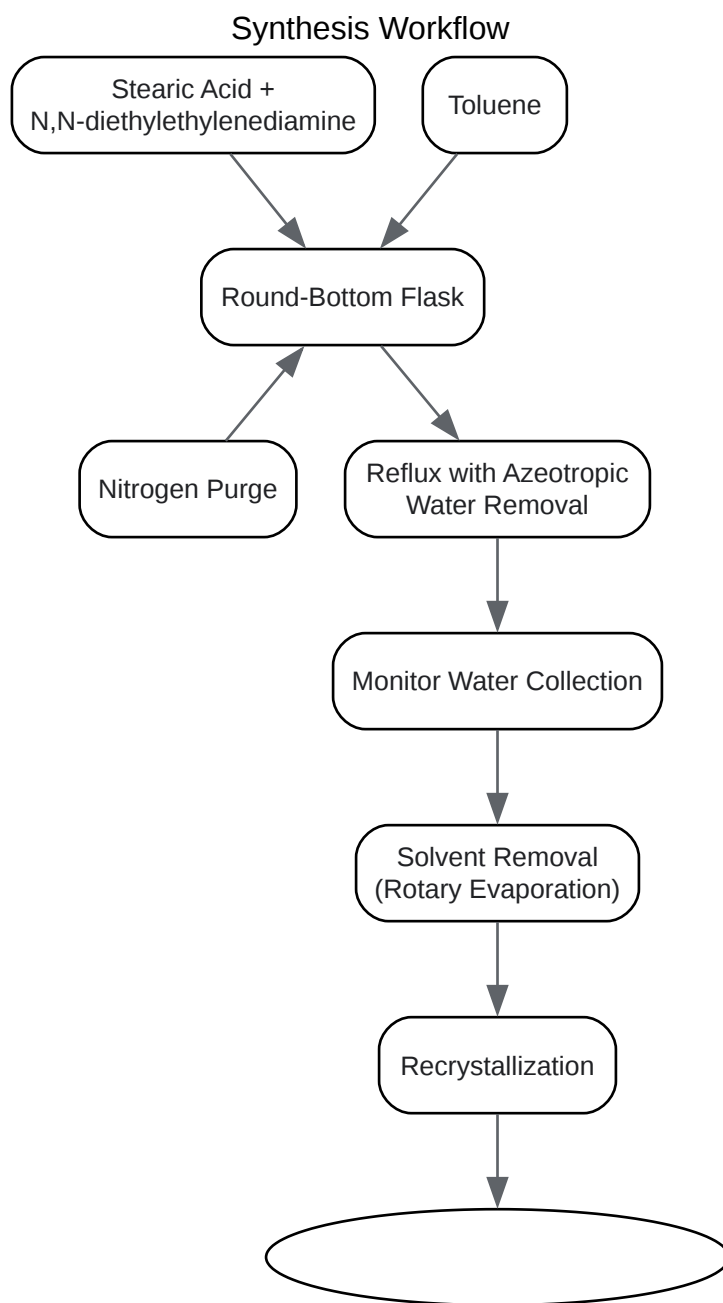 Synthesis Workflow
Stearic Acid +
N,N-diethylethylenediamine
Toluene
Round-Bottom Flask
Nitrogen Purge
Reflux with Azeotropic
Water Removal
Monitor Water Collection
Solvent Removal
(Rotary Evaporation)
Recrystallization